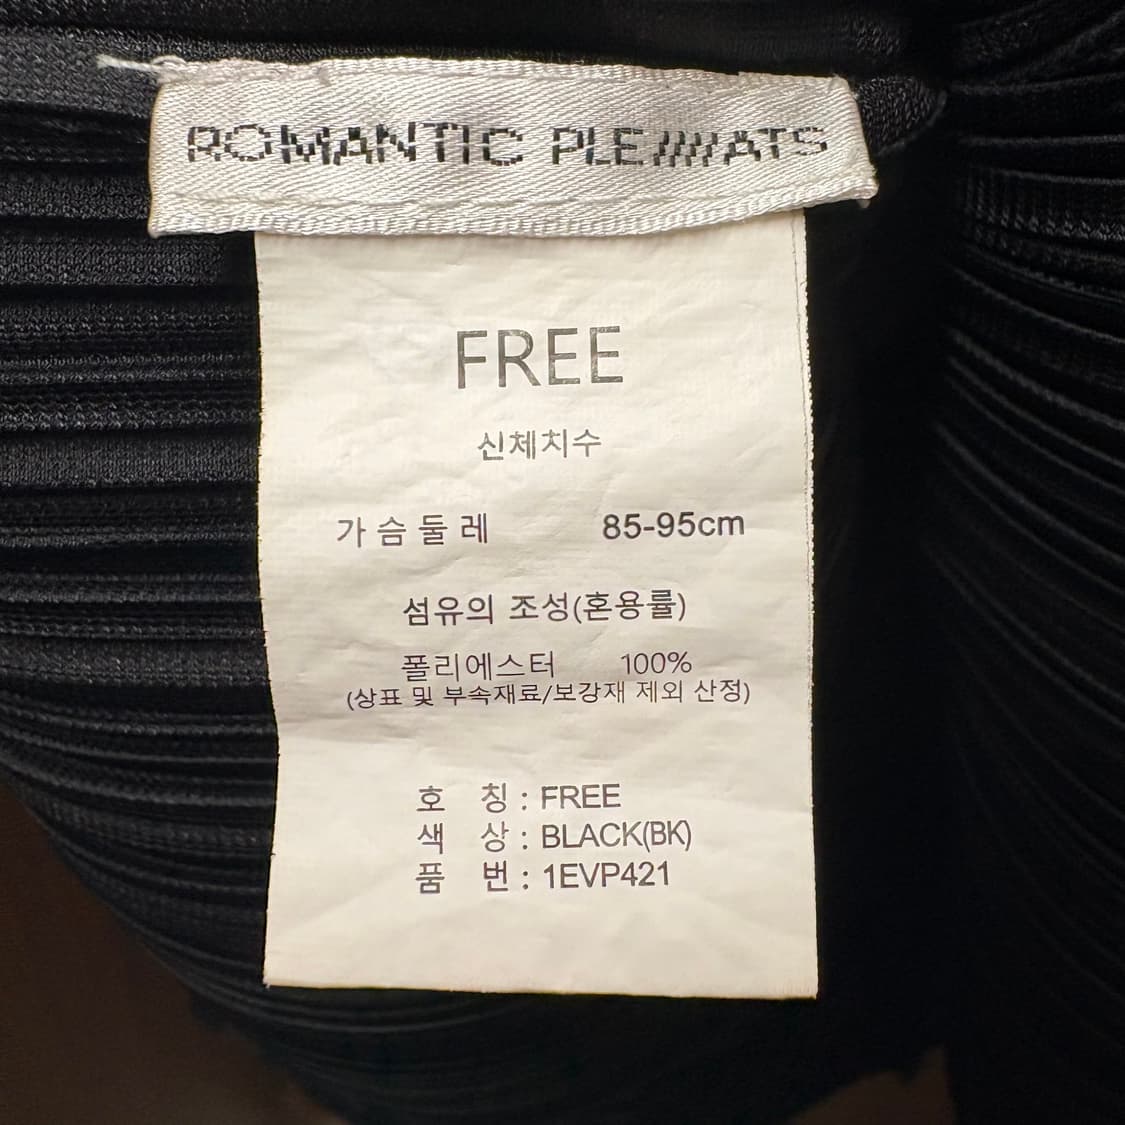 ROMANTIC PLE/////ATS
FREE
신체치수
가슴둘레 85-95cm
섬유의 조성(혼용률)
폴리에스터 100%
(상표 및 부속재료/보강재 제외 산정)
호 칭 : FREE
색 상 : BLACK(BK)
품 번 : 1EVP421